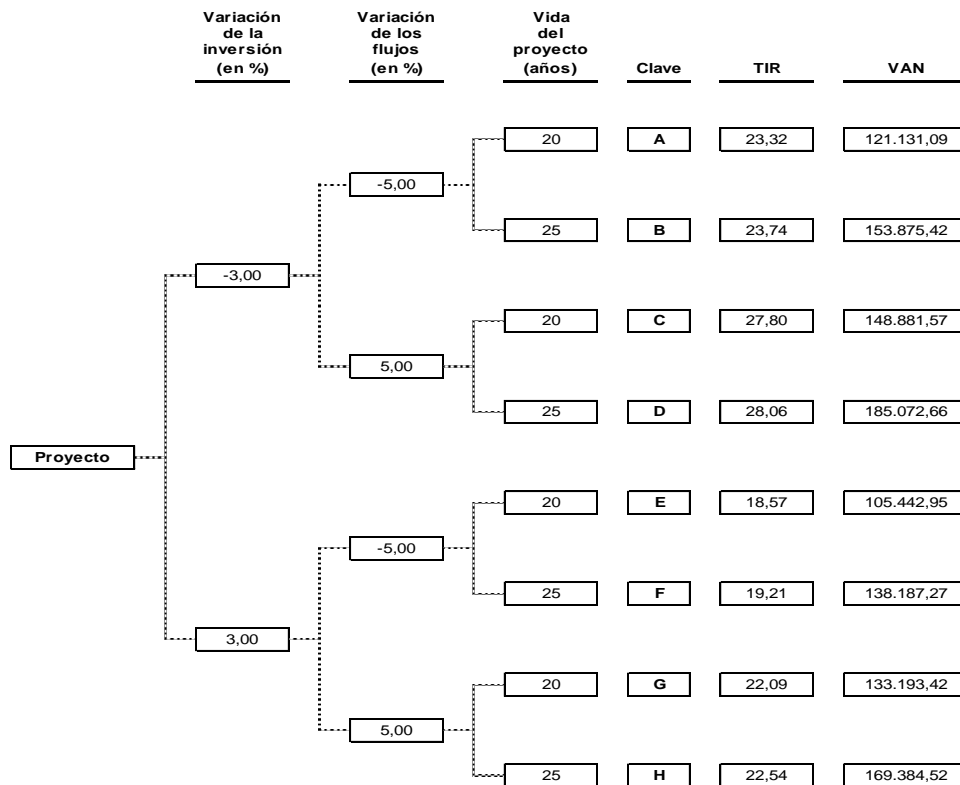 Variación de la inversión (en %) Variación de los flujos (en %) Vida del proyecto (años) Clave TIR VAN
20 A 23,32 121.131,09
-5,00
25 B 23,74 153.875,42
-3,00
20 C 27,80 148.881,57
5,00
25 D 28,06 185.072,66
Proyecto
20 E 18,57 105.442,95
-5,00
25 F 19,21 138.187,27
3,00
20 G 22,09 133.193,42
5,00
25 H 22,54 169.384,52